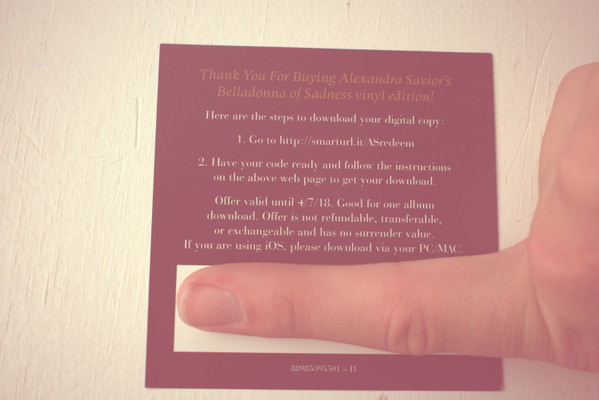 Thank You For Buying Alexandra Savior's
Belladonna of Sadness vinyl edition!
Here are the steps to download your digital copy:
1. Go to http://smarturl.it/ASredeem
2. Have your code ready and follow the instructions
on the above web page to get your download.
Offer valid until 4/7/18. Good for one album
download. Offer is not refundable, transferable,
or exchangeable and has no surrender value.
If you are using iOS, please download via your PC/MAC.